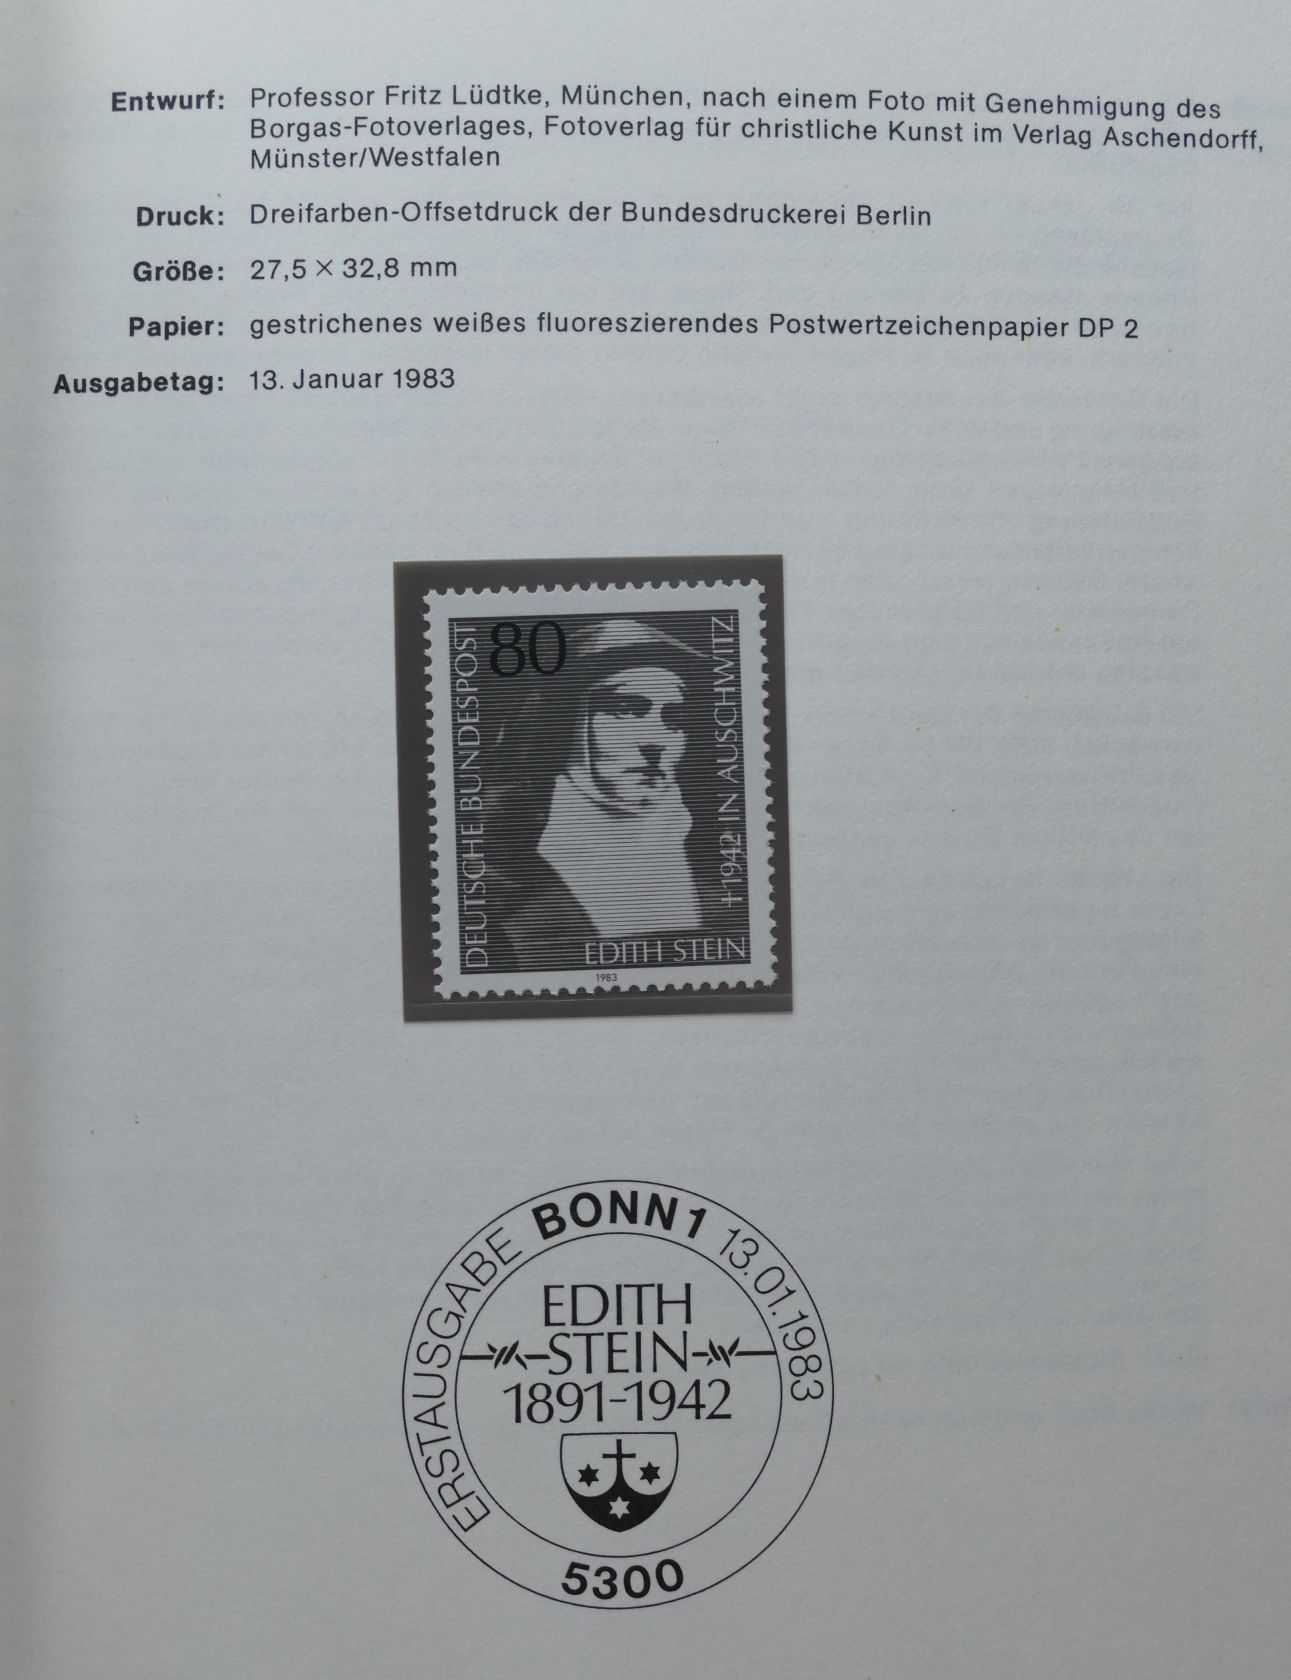 Entwurf: Professor Fritz Lüdtke, München, nach einem Foto mit Genehmigung des
Borgas-Fotoverlages, Fotoverlag für christliche Kunst im Verlag Aschendorff,
Münster/Westfalen
Druck: Dreifarben-Offsetdruck der Bundesdruckerei Berlin
Größe: 27,5 × 32,8 mm
Papier: gestrichenes weißes fluoreszierendes Postwertzeichenpapier DP 2
Ausgabetag: 13. Januar 1983
DEUTSCHE BUNDESPOST
80
+1942 IN AUSCHWITZ
EDITH STEIN
1983
ERSTAUSGABE BONN 1 13.01.1983
EDITH
STEIN
1891-1942
5300